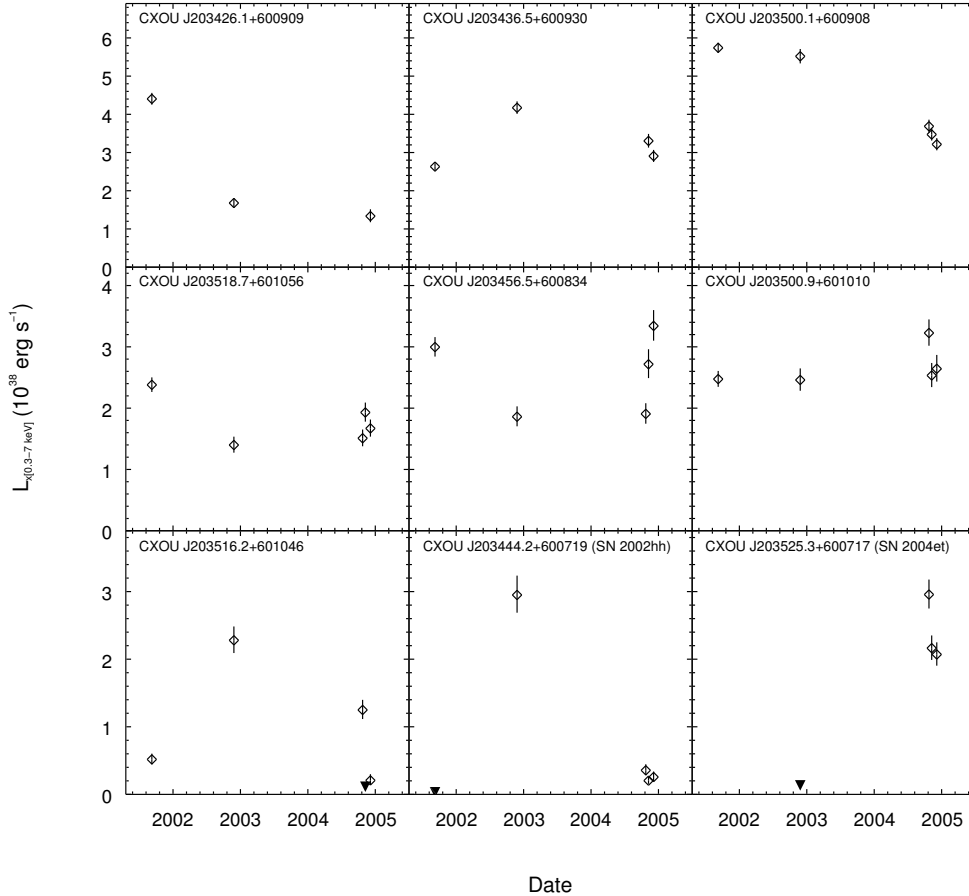 CXOU J203426.1+600909 CXOU J203436.5+600930 CXOU J203500.1+600908
6
5
4
3
2
1
0
CXOU J203518.7+601056 CXOU J203456.5+600834 CXOU J203500.9+601010
4
3
2
1
0
CXOU J203516.2+601046 CXOU J203444.2+600719 (SN 2002hh) CXOU J203525.3+600717 (SN 2004et)
3
2
1
0
Lx[0.3−7 keV] (10^38 erg s^−1)
2002 2003 2004 2005 2002 2003 2004 2005 2002 2003 2004 2005
Date